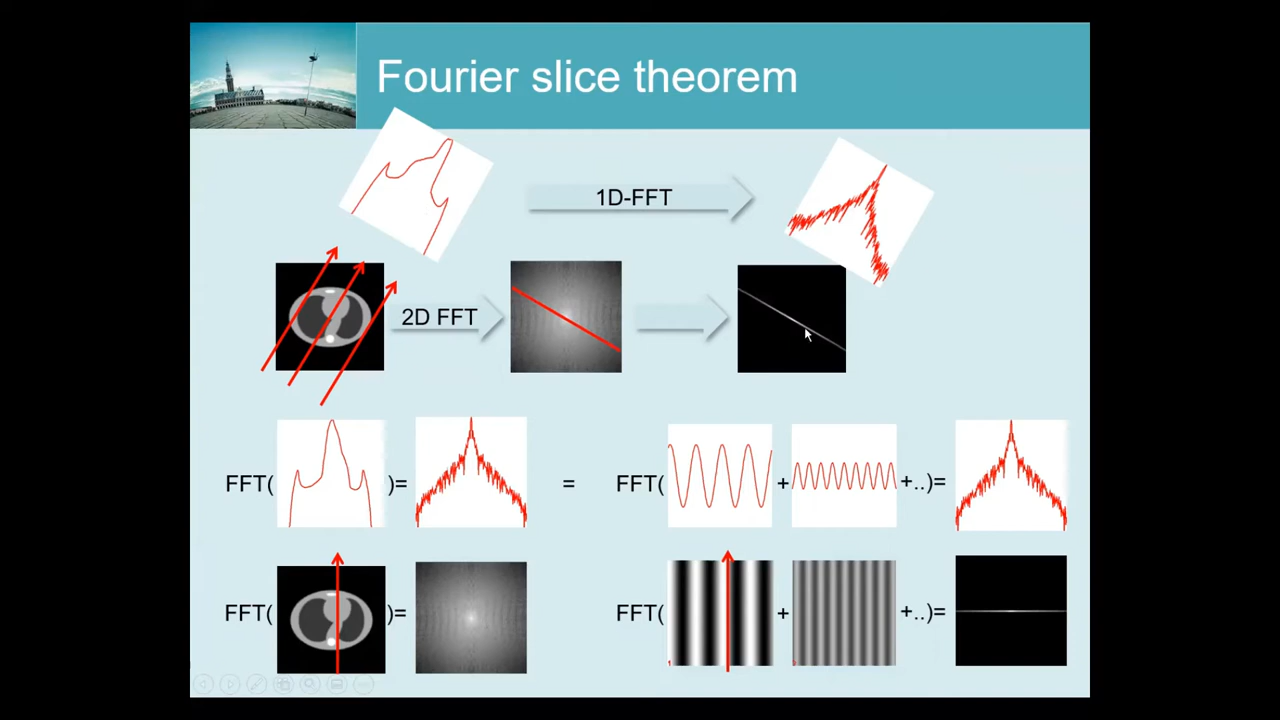 Fourier slice theorem
1D-FFT
2D FFT
FFT( )= = FFT( + +..)=
FFT( )= FFT( + +..)=